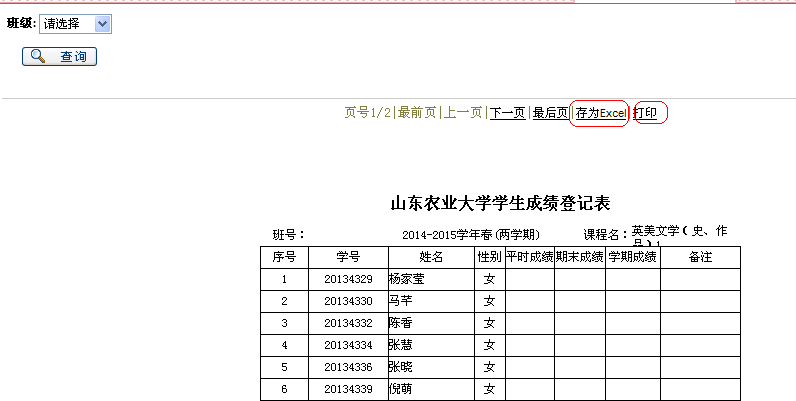 班级: 请选择
查询
页号1/2|最前页|上一页|下一页|最后页|存为Excel|打印
山东农业大学学生成绩登记表
班号： 2014-2015学年春(两学期) 课程名：英美文学（史、作
品）1
序号 学号 姓名 性别 平时成绩 期末成绩 学期成绩 备注
1 20134329 杨家莹 女
2 20134330 马芊 女
3 20134332 陈香 女
4 20134334 张慧 女
5 20134336 张晓 女
6 20134339 倪萌 女